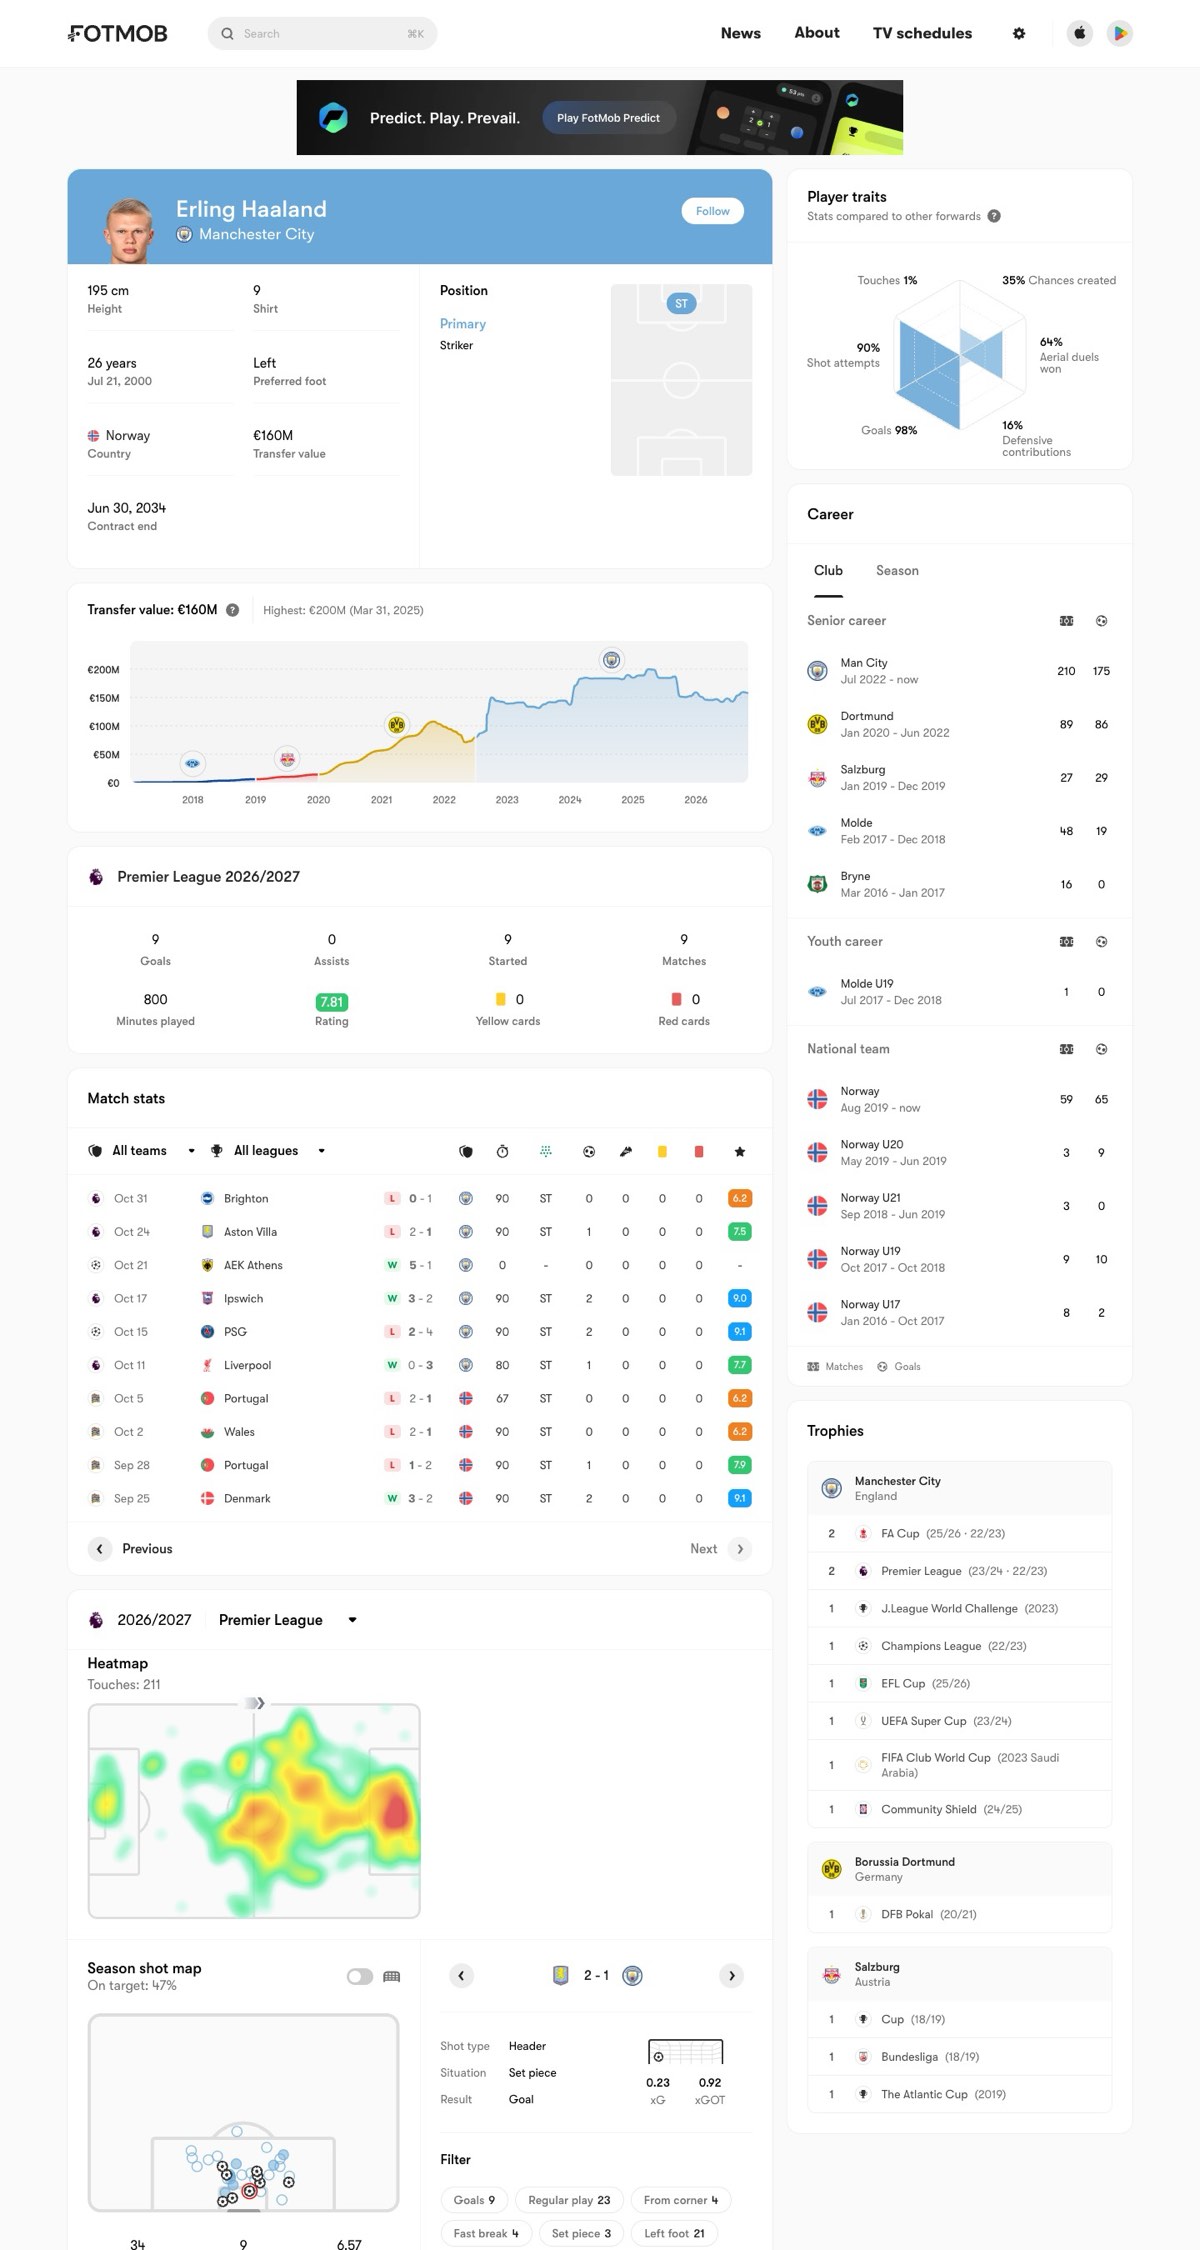 FOTMOB
Search ⌘K
News About TV schedules
Predict. Play. Prevail. Play FotMob Predict
Erling Haaland
Manchester City
Follow
195 cm
Height
9
Shirt
26 years
Jul 21, 2000
Left
Preferred foot
Norway
Country
€160M
Transfer value
Jun 30, 2034
Contract end
Position
Primary
Striker
ST
Transfer value: €160M ? Highest: €200M (Mar 31, 2025)
€200M
€150M
€100M
€50M
€0
2018 2019 2020 2021 2022 2023 2024 2025 2026
Premier League 2026/2027
9 0 9 9
Goals Assists Started Matches
800 7.81 0 0
Minutes played Rating Yellow cards Red cards
Match stats
All teams All leagues
Oct 31 Brighton L 0 - 1 90 ST 0 0 0 0 6.2
Oct 24 Aston Villa L 2 - 1 90 ST 1 0 0 0 7.5
Oct 21 AEK Athens W 5 - 1 0 - 0 0 0 0 -
Oct 17 Ipswich W 3 - 2 90 ST 2 0 0 0 9.0
Oct 15 PSG L 2 - 4 90 ST 2 0 0 0 9.1
Oct 11 Liverpool W 0 - 3 80 ST 1 0 0 0 7.7
Oct 5 Portugal L 2 - 1 67 ST 0 0 0 0 6.2
Oct 2 Wales L 2 - 1 90 ST 0 0 0 0 6.2
Sep 28 Portugal L 1 - 2 90 ST 1 0 0 0 7.9
Sep 25 Denmark W 3 - 2 90 ST 2 0 0 0 9.1
Previous Next
2026/2027 Premier League
Heatmap
Touches: 211
Season shot map
On target: 47%
34 9 6.57
2 - 1
Shot type Header
Situation Set piece
Result Goal
0.23 0.92
xG xGOT
Filter
Goals 9 Regular play 23 From corner 4
Fast break 4 Set piece 3 Left foot 21
Player traits
Stats compared to other forwards ?
Touches 1%
35% Chances created
90%
Shot attempts
64%
Aerial duels
won
Goals 98%
16%
Defensive
contributions
Career
Club Season
Senior career
Man City 210 175
Jul 2022 - now
Dortmund 89 86
Jan 2020 - Jun 2022
Salzburg 27 29
Jan 2019 - Dec 2019
Molde 48 19
Feb 2017 - Dec 2018
Bryne 16 0
Mar 2016 - Jan 2017
Youth career
Molde U19 1 0
Jul 2017 - Dec 2018
National team
Norway 59 65
Aug 2019 - now
Norway U20 3 9
May 2019 - Jun 2019
Norway U21 3 0
Sep 2018 - Jun 2019
Norway U19 9 10
Oct 2017 - Oct 2018
Norway U17 8 2
Jan 2016 - Oct 2017
Matches Goals
Trophies
Manchester City
England
2 FA Cup (25/26 · 22/23)
2 Premier League (23/24 · 22/23)
1 J.League World Challenge (2023)
1 Champions League (22/23)
1 EFL Cup (25/26)
1 UEFA Super Cup (23/24)
1 FIFA Club World Cup (2023 Saudi
Arabia)
1 Community Shield (24/25)
Borussia Dortmund
Germany
1 DFB Pokal (20/21)
Salzburg
Austria
1 Cup (18/19)
1 Bundesliga (18/19)
1 The Atlantic Cup (2019)